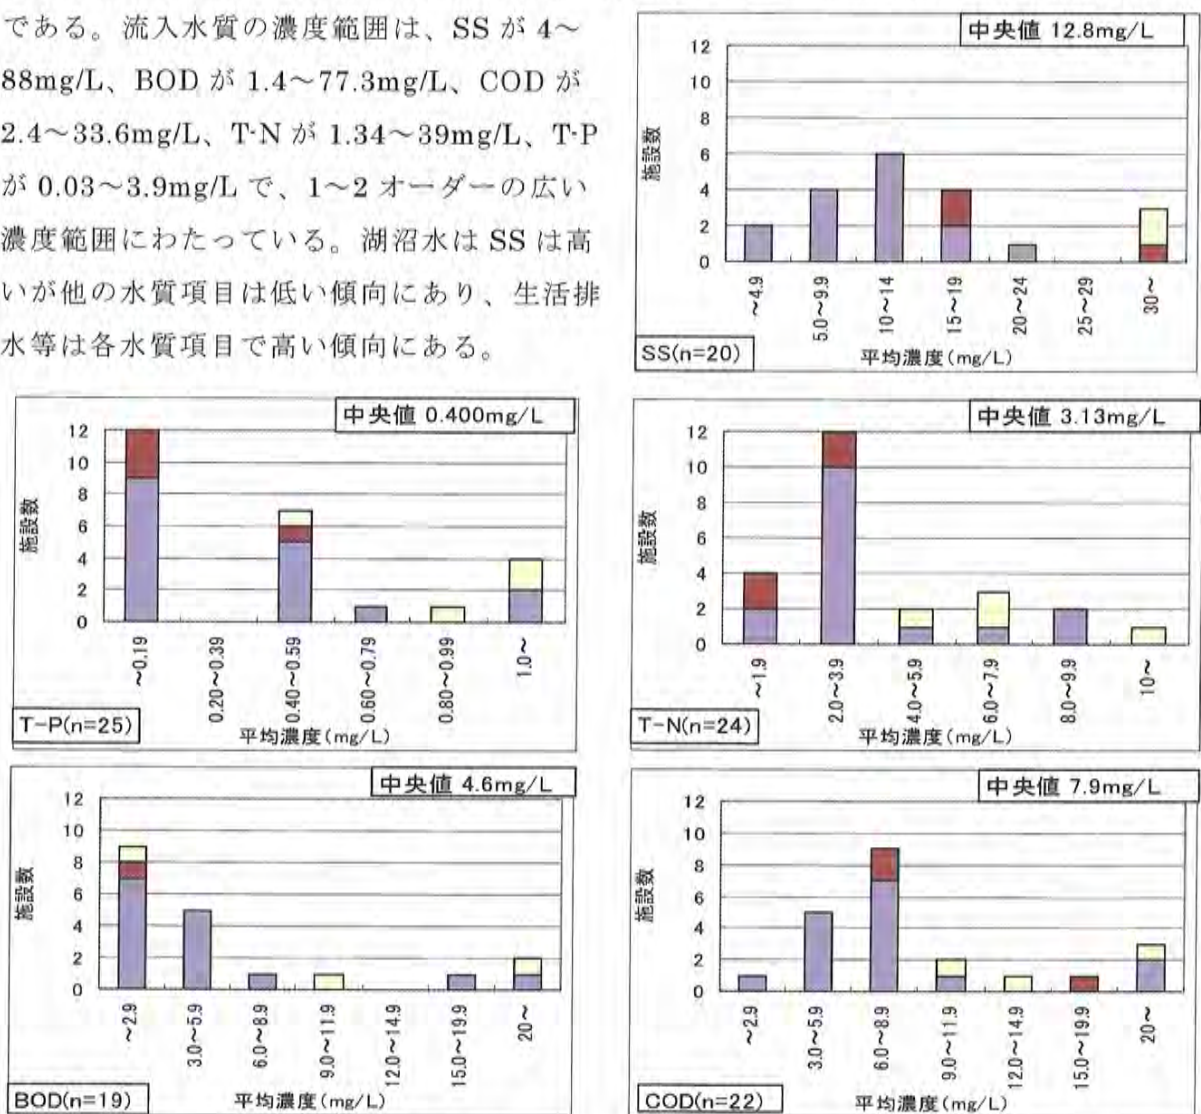 である。流入水質の濃度範囲は、SS が 4～
88mg/L、BOD が 1.4～77.3mg/L、COD が
2.4～33.6mg/L、T-N が 1.34～39mg/L、T-P
が 0.03～3.9mg/L で、1～2 オーダーの広い
濃度範囲にわたっている。湖沼水は SS は高
いが他の水質項目は低い傾向にあり、生活排
水等は各水質項目で高い傾向にある。
中央値 12.8mg/L
施設数
12
10
8
6
4
2
0
～4.9
5.0～9.9
10～14
15～19
20～24
25～29
30～
SS(n=20)
平均濃度(mg/L)
中央値 0.400mg/L
施設数
12
10
8
6
4
2
0
～0.19
0.20～0.39
0.40～0.59
0.60～0.79
0.80～0.99
1.0～
T-P(n=25)
平均濃度(mg/L)
中央値 3.13mg/L
施設数
12
10
8
6
4
2
0
～1.9
2.0～3.9
4.0～5.9
6.0～7.9
8.0～9.9
10～
T-N(n=24)
平均濃度(mg/L)
中央値 4.6mg/L
施設数
12
10
8
6
4
2
0
～2.9
3.0～5.9
6.0～8.9
9.0～11.9
12.0～14.9
15.0～19.9
20～
BOD(n=19)
平均濃度(mg/L)
中央値 7.9mg/L
施設数
12
10
8
6
4
2
0
～2.9
3.0～5.9
6.0～8.9
9.0～11.9
12.0～14.9
15.0～19.9
20～
COD(n=22)
平均濃度(mg/L)